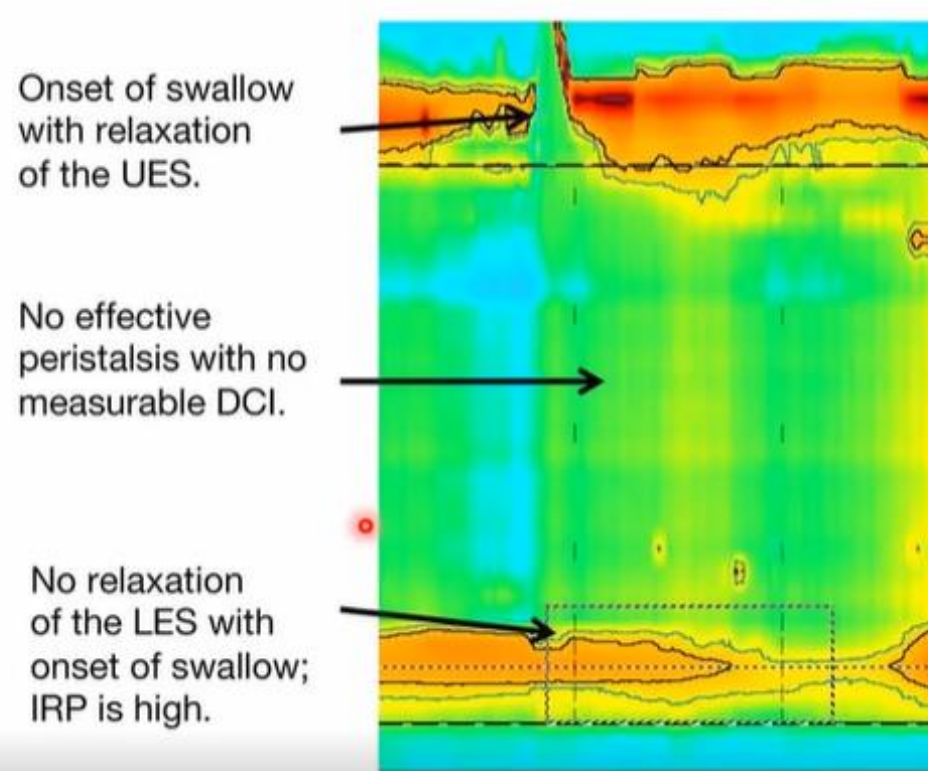 Onset of swallow
with relaxation
of the UES.
No effective
peristalsis with no
measurable DCI.
No relaxation
of the LES with
onset of swallow;
IRP is high.